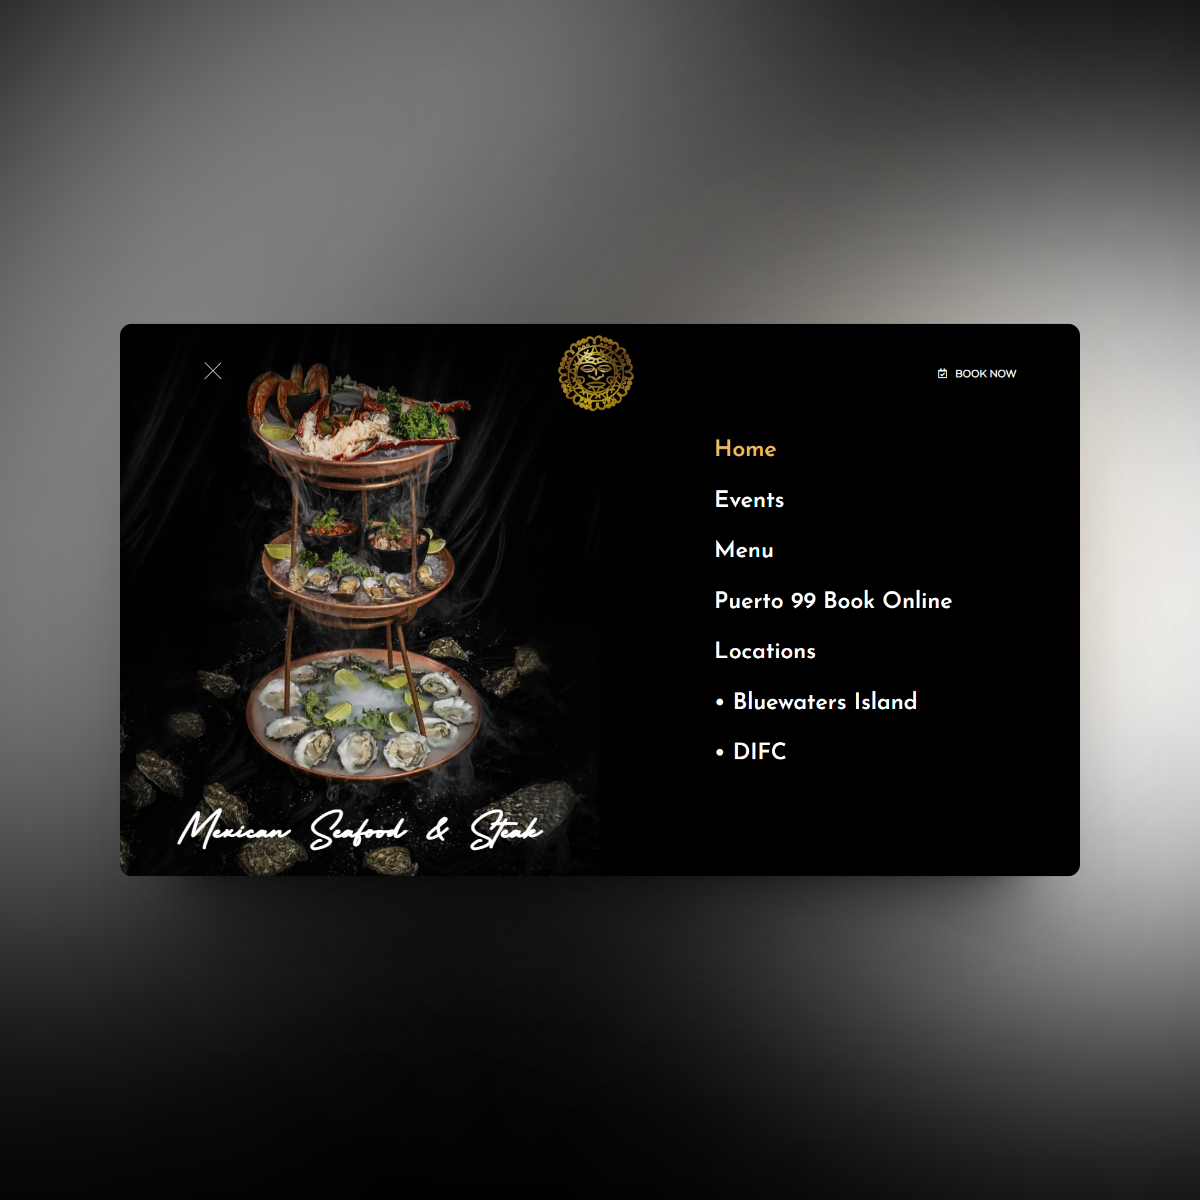 BOOK NOW
Home
Events
Menu
Puerto 99 Book Online
Locations
• Bluewaters Island
• DIFC
Mexican Seafood & Steak